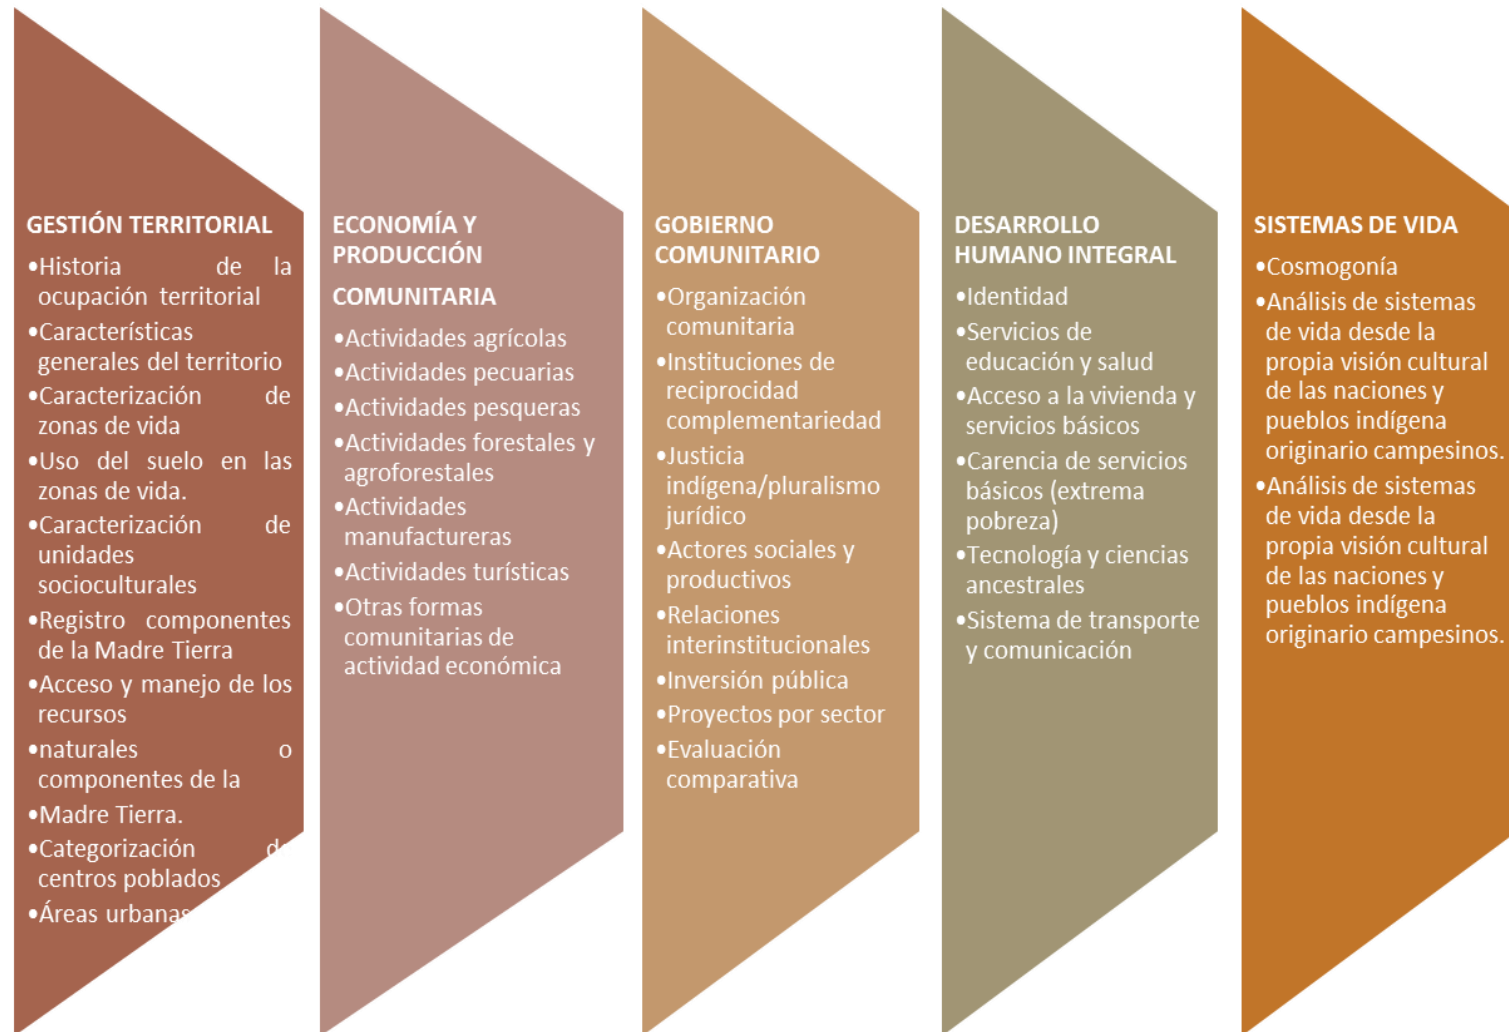 GESTIÓN TERRITORIAL
•Historia de la
ocupación territorial
•Características
generales del territorio
•Caracterización de
zonas de vida
•Uso del suelo en las
zonas de vida.
•Caracterización de
unidades
socioculturales
•Registro componentes
de la Madre Tierra
•Acceso y manejo de los
recursos
•naturales o
componentes de la
•Madre Tierra.
•Categorización de
centros poblados
•Áreas urbanas
ECONOMÍA Y
PRODUCCIÓN
COMUNITARIA
•Actividades agrícolas
•Actividades pecuarias
•Actividades pesqueras
•Actividades forestales y
agroforestales
•Actividades
manufactureras
•Actividades turísticas
•Otras formas
comunitarias de
actividad económica
GOBIERNO
COMUNITARIO
•Organización
comunitaria
•Instituciones de
reciprocidad
complementariedad
•Justicia
indígena/pluralismo
jurídico
•Actores sociales y
productivos
•Relaciones
interinstitucionales
•Inversión pública
•Proyectos por sector
•Evaluación
comparativa
DESARROLLO
HUMANO INTEGRAL
•Identidad
•Servicios de
educación y salud
•Acceso a la vivienda y
servicios básicos
•Carencia de servicios
básicos (extrema
pobreza)
•Tecnología y ciencias
ancestrales
•Sistema de transporte
y comunicación
SISTEMAS DE VIDA
•Cosmogonía
•Análisis de sistemas
de vida desde la
propia visión cultural
de las naciones y
pueblos indígena
originario campesinos.
•Análisis de sistemas
de vida desde la
propia visión cultural
de las naciones y
pueblos indígena
originario campesinos.